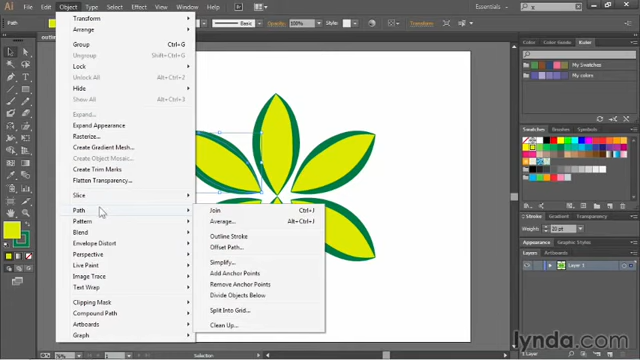 Ai File Edit Object Type Select Effect View Window Help
Essentials
Path
Stroke: 20 pt
Opacity: 100%
Style:
Transform
Arrange
Group Ctrl+G
Ungroup Shift+Ctrl+G
Lock
Unlock All Alt+Ctrl+2
Hide
Show All Alt+Ctrl+3
Expand...
Expand Appearance
Rasterize...
Create Gradient Mesh...
Create Object Mosaic...
Create Trim Marks
Flatten Transparency...
Slice
Path
Pattern
Blend
Envelope Distort
Perspective
Live Paint
Image Trace
Text Wrap
Clipping Mask
Compound Path
Artboards
Graph
Join Ctrl+J
Average... Alt+Ctrl+J
Outline Stroke
Offset Path...
Simplify...
Add Anchor Points
Remove Anchor Points
Divide Objects Below
Split Into Grid...
Clean Up...
Color Color Guide Kuler
My Swatches
My colors
Swatches Brushes Symbols
Stroke Gradient Transparency
Weight: 20 pt
Appearance Graphic Styles
Layers Artboards
Layer 1
Selection
lynda.com